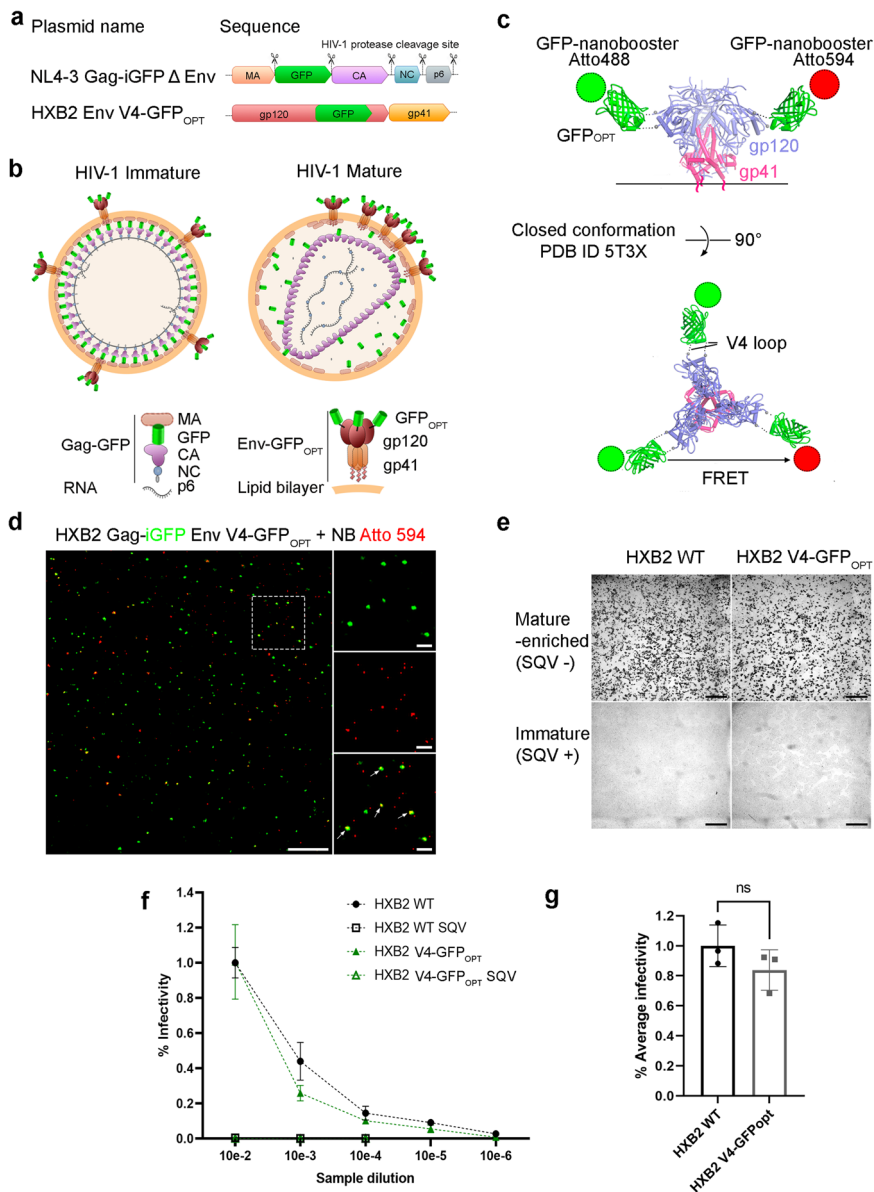 a
Plasmid name
Sequence
HIV-1 protease cleavage site
NL4-3 Gag-iGFP Δ Env
MA
GFP
CA
NC
p6
HXB2 Env V4-GFPOPT
gp120
GFP
gp41
b
HIV-1 Immature
HIV-1 Mature
Gag-GFP
MA
GFP
CA
NC
p6
RNA
Env-GFPOPT
GFPOPT
gp120
gp41
Lipid bilayer
c
GFP-nanobooster
Atto488
GFP-nanobooster
Atto594
GFPOPT
gp120
gp41
Closed conformation
PDB ID 5T3X
90°
V4 loop
FRET
d
HXB2 Gag-iGFP Env V4-GFPOPT + NB Atto 594
e
HXB2 WT
HXB2 V4-GFPOPT
Mature
-enriched
(SQV -)
Immature
(SQV +)
f
% Infectivity
1.4
1.2
1.0
0.8
0.6
0.4
0.2
0.0
10e-2
10e-3
10e-4
10e-5
10e-6
Sample dilution
HXB2 WT
HXB2 WT SQV
HXB2 V4-GFPOPT
HXB2 V4-GFPOPT SQV
g
ns
% Average infectivity
1.2
1.0
0.8
0.6
0.4
0.2
0.0
HXB2 WT
HXB2 V4-GFPopt